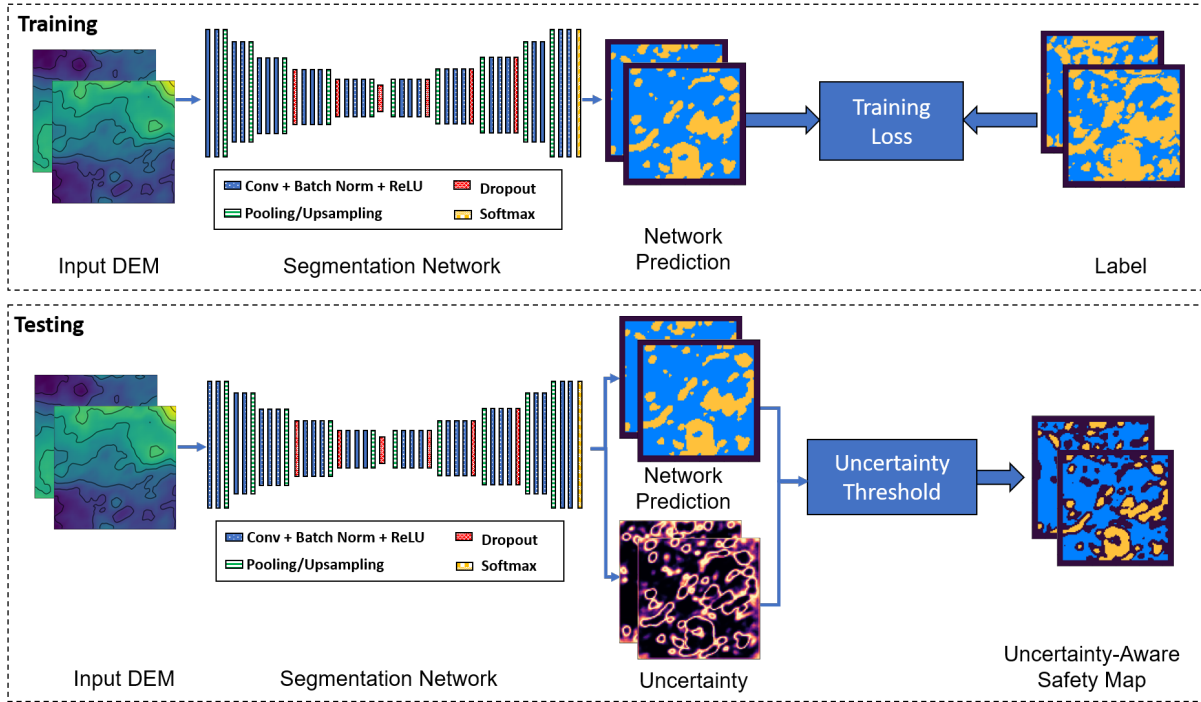 Training
Conv + Batch Norm + ReLU
Dropout
Pooling/Upsampling
Softmax
Input DEM
Segmentation Network
Network
Prediction
Training
Loss
Label
Testing
Conv + Batch Norm + ReLU
Dropout
Pooling/Upsampling
Softmax
Input DEM
Segmentation Network
Network
Prediction
Uncertainty
Uncertainty
Threshold
Uncertainty-Aware
Safety Map